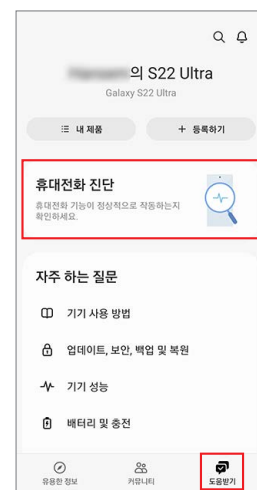 의 S22 Ultra
Galaxy S22 Ultra
내 제품
+ 등록하기
휴대전화 진단
휴대전화 기능이 정상적으로 작동하는지
확인하세요.
자주 하는 질문
기기 사용 방법
업데이트, 보안, 백업 및 복원
기기 성능
배터리 및 충전
유용한 정보
커뮤니티
도움받기